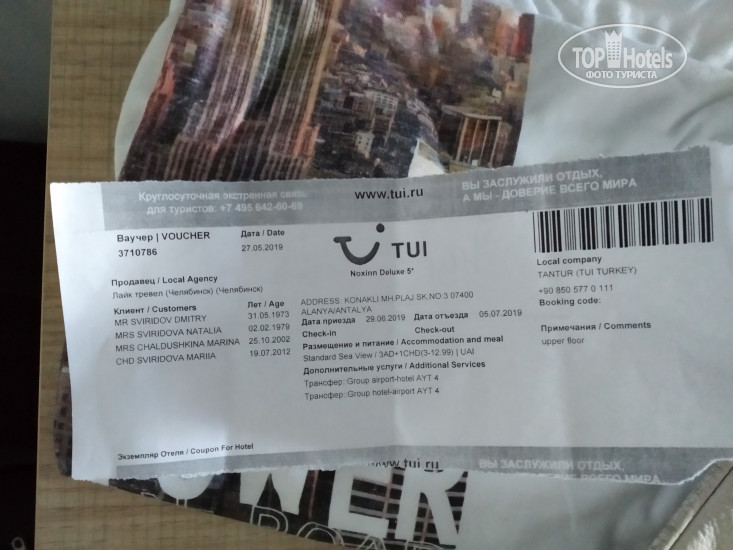 TOP Hotels
ФОТО ТУРИСТА
Круглосуточная экстренная связь
для туристов: +7 495 642-60-69
www.tui.ru
ВЫ ЗАСЛУЖИЛИ ОТДЫХ,
А МЫ - ДОВЕРИЕ ВСЕГО МИРА
Ваучер | VOUCHER
3710786
Дата / Date
27.05.2019
TUI
Noxinn Deluxe 5*
Local company
TANTUR (TUI TURKEY)
+90 850 577 0 111
Booking code:
Продавец / Local Agency
Лайк тревел (Челябинск) (Челябинск)
Клиент / Customers Лет / Age
MR SVIRIDOV DMITRY 31.05.1973
MRS SVIRIDOVA NATALIA 02.02.1979
MRS CHALDUSHKINA MARINA 25.10.2002
CHD SVIRIDOVA MARIIA 19.07.2012
ADDRESS: KONAKLI MH.PLAJ SK.NO:3 07400
ALANYA/ANTALYA
Дата приезда 29.06.2019 Дата отъезда 05.07.2019
Check-in Check-out
Размещение и питание / Accommodation and meal
Standard Sea View / 3AD+1CHD(3-12.99) | UAI
Дополнительные услуги / Additional Services
Трансфер: Group airport-hotel AYT 4
Трансфер: Group hotel-airport AYT 4
Примечания / Comments
upper floor
Экземпляр Отеля / Coupon For Hotel
www.tui.ru
ВЫ ЗАСЛУЖИЛИ ОТДЫХ,
ДОВЕРИЕ ВСЕГО МИРА
OWER